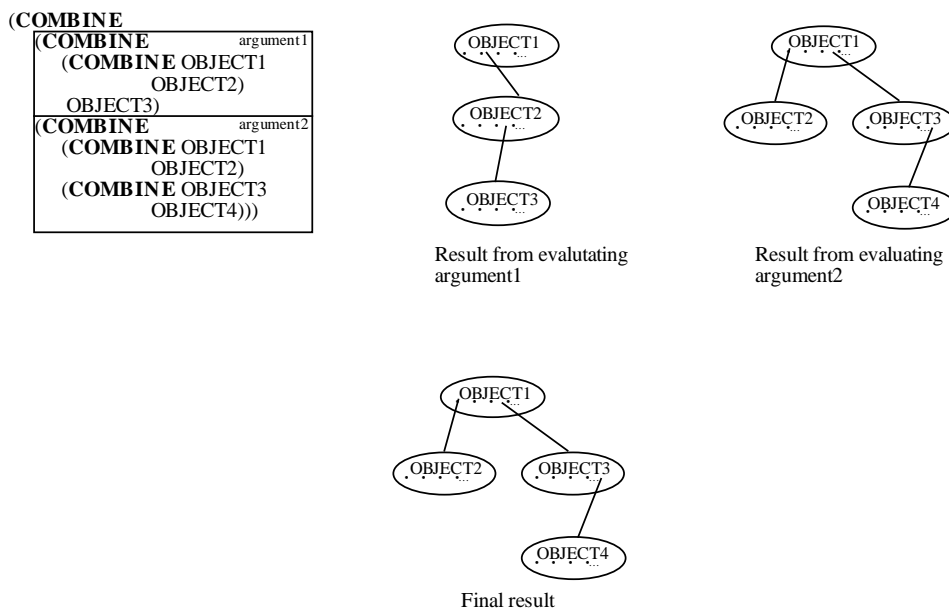 (COMBINE
(COMBINE argument1
(COMBINE OBJECT1
OBJECT2)
OBJECT3)
(COMBINE argument2
(COMBINE OBJECT1
OBJECT2)
(COMBINE OBJECT3
OBJECT4)))
OBJECT1
. . . . ...
OBJECT2
. . . . ...
OBJECT3
. . . . ...
Result from evalutating
argument1
OBJECT1
. . . . ...
OBJECT2
. . . . ...
OBJECT3
. . . . ...
OBJECT4
. . . . ...
Result from evaluating
argument2
OBJECT1
. . . . ...
OBJECT2
. . . . ...
OBJECT3
. . . . ...
OBJECT4
. . . . ...
Final result